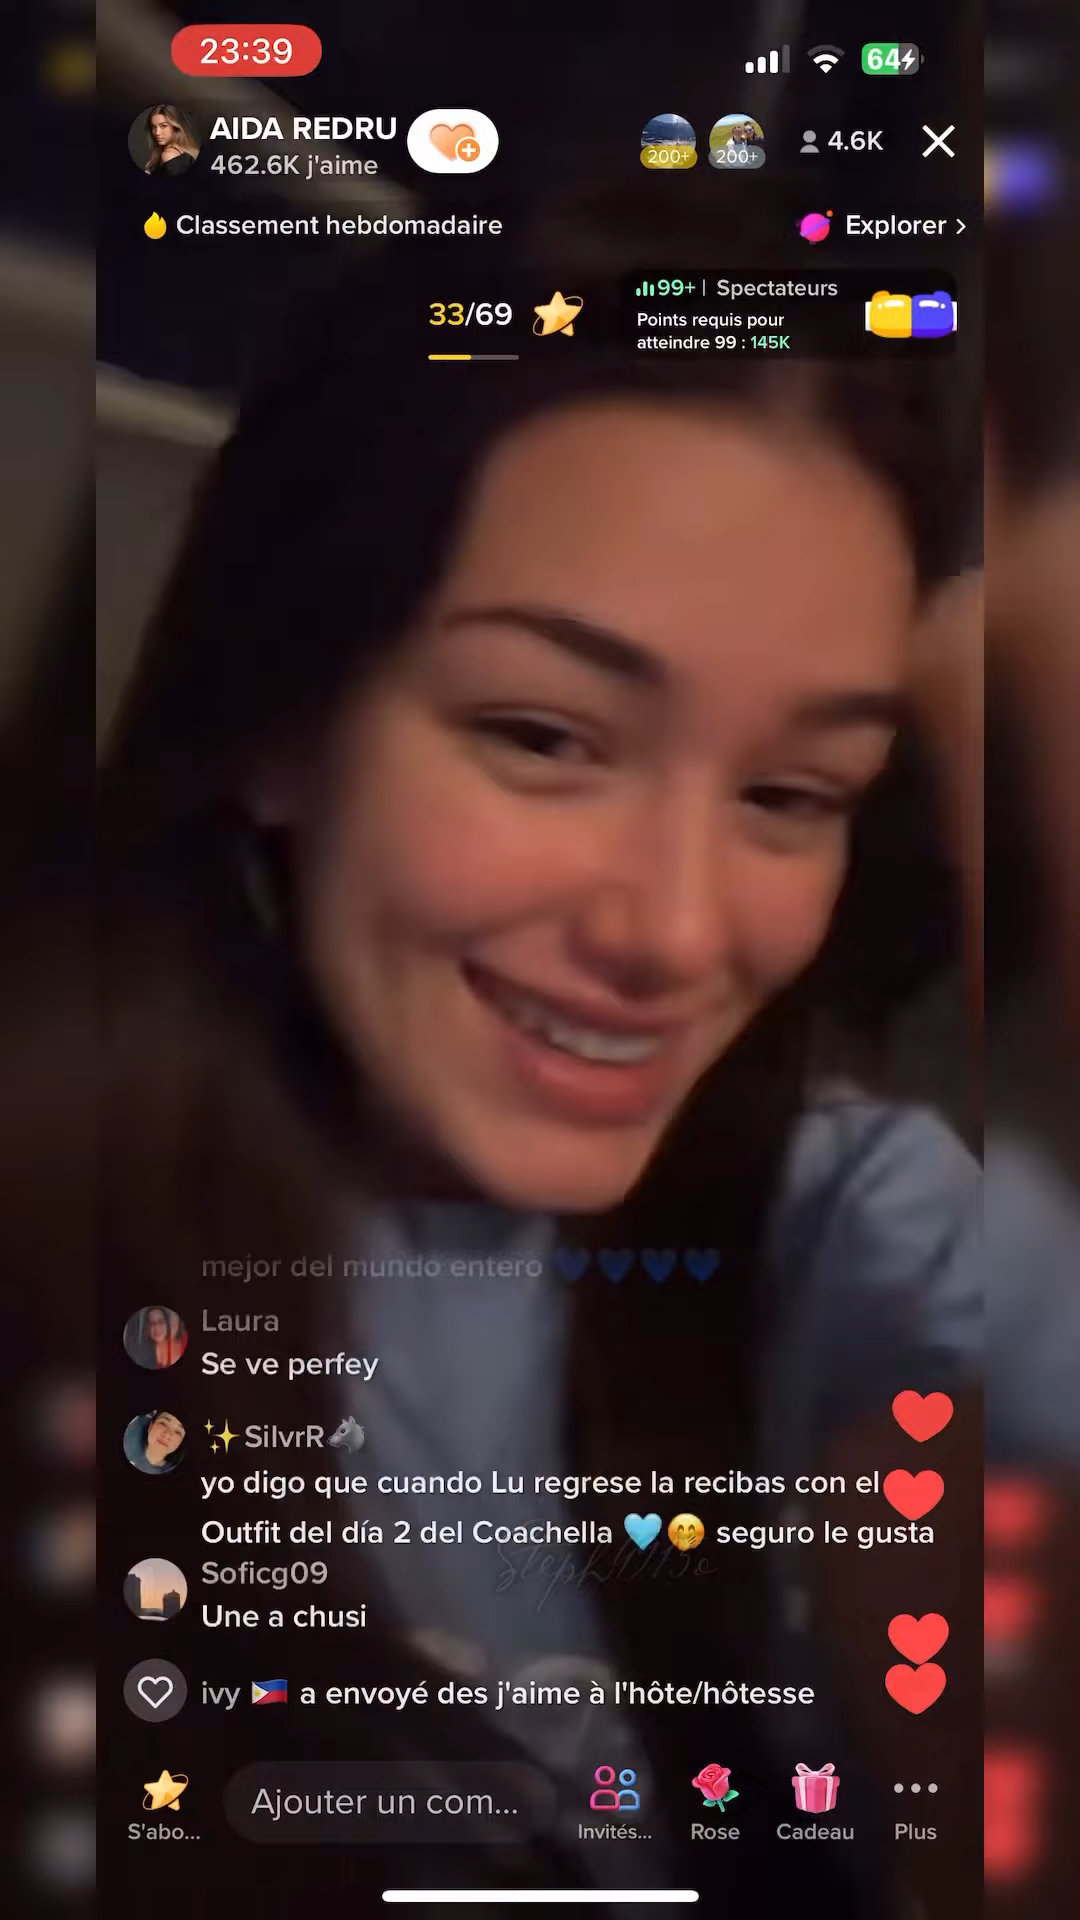 23:39
64
AIDA REDRU
462.6K j'aime
200+
200+
4.6K
Classement hebdomadaire
Explorer >
33/69
99+ | Spectateurs
Points requis pour
atteindre 99 : 145K
mejor del mundo entero 💙💙💙💙
Laura
Se ve perfey
✨SilvrR🐺
yo digo que cuando Lu regrese la recibas con el
Outfit del día 2 del Coachella 🩵🤭 seguro le gusta
Soficg09
Une a chusi
ivy 🇵🇭 a envoyé des j'aime à l'hôte/hôtesse
S'abo...
Ajouter un com...
Invités...
Rose
Cadeau
Plus